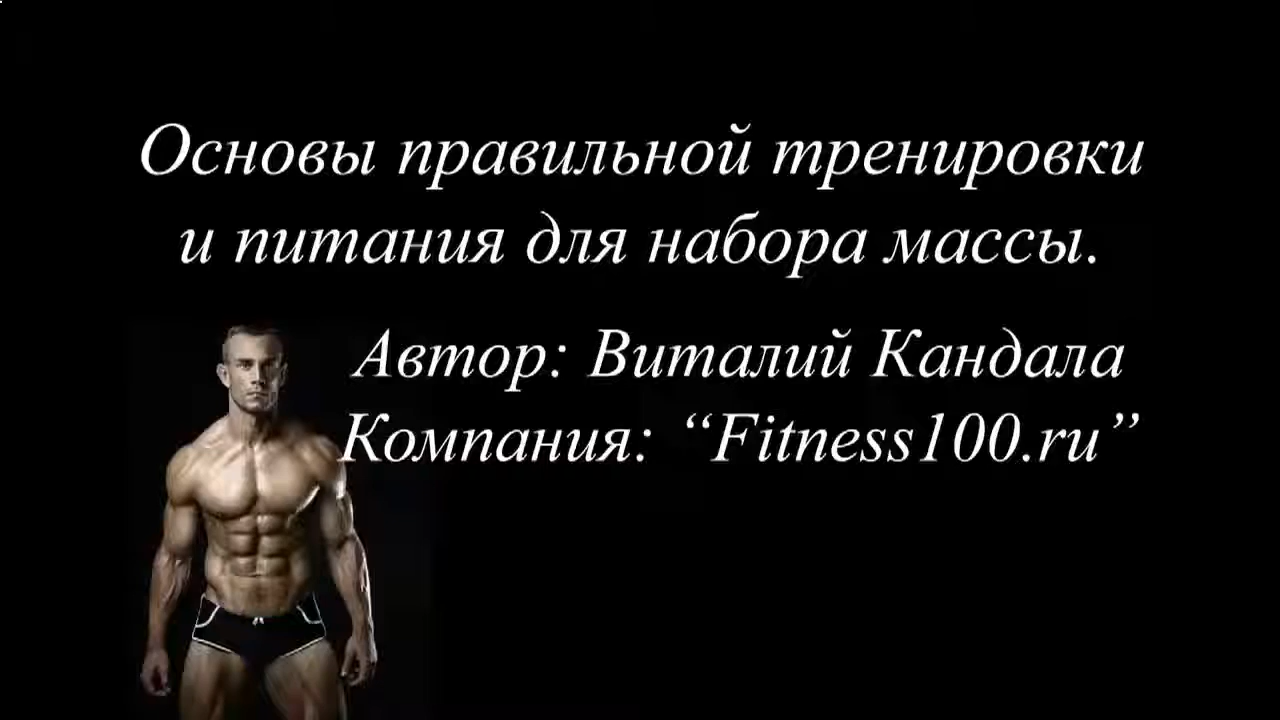 Основы правильной тренировки
и питания для набора массы.
Автор: Виталий Кандала
Компания: “Fitness100.ru”